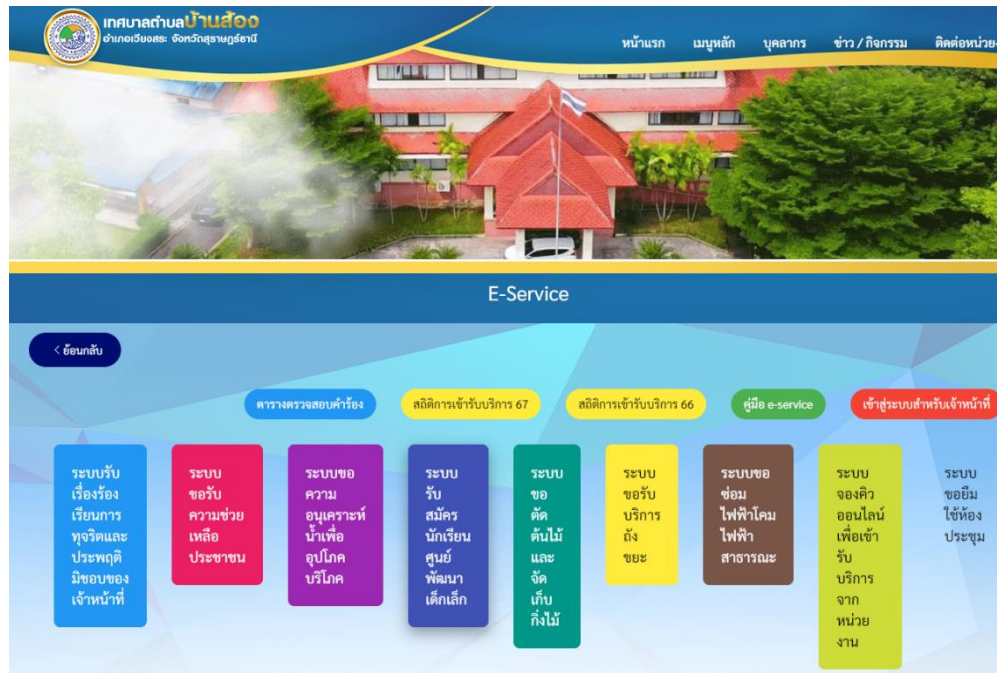 เทศบาลตำบลบ้านส้อง
อำเภอเวียงสระ จังหวัดสุราษฎร์ธานี
หน้าแรก เมนูหลัก บุคลากร ข่าว / กิจกรรม ติดต่อหน่วย
E-Service
< ย้อนกลับ
ตารางตรวจสอบคำร้อง สถิติการเข้ารับบริการ 67 สถิติการเข้ารับบริการ 66 คู่มือ e-service เข้าสู่ระบบสำหรับเจ้าหน้าที่
ระบบรับ
เรื่องร้อง
เรียนการ
ทุจริตและ
ประพฤติ
มิชอบของ
เจ้าหน้าที่
ระบบ
ขอรับ
ความช่วย
เหลือ
ประชาชน
ระบบขอ
ความ
อนุเคราะห์
น้ำเพื่อ
อุปโภค
บริโภค
ระบบ
รับ
สมัคร
นักเรียน
ศูนย์
พัฒนา
เด็กเล็ก
ระบบ
ขอ
ตัด
ต้นไม้
และ
จัด
เก็บ
กิ่งไม้
ระบบ
ขอรับ
บริการ
ถัง
ขยะ
ระบบขอ
ซ่อม
ไฟฟ้าโคม
ไฟฟ้า
สาธารณะ
ระบบ
จองคิว
ออนไลน์
เพื่อเข้า
รับ
บริการ
จาก
หน่วย
งาน
ระบบ
ขอยืม
ใช้ห้อง
ประชุม